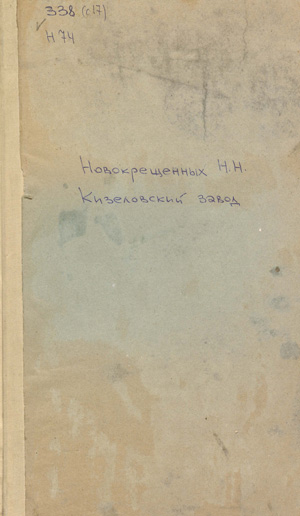 338 (с17)
Н 74
Новокрещенных Н.Н.
Кизеловский завод